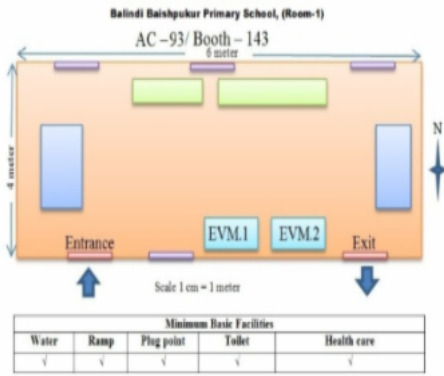 Balindi Baishpukur Primary School, (Room-1)
AC –93/ Booth – 143
6 meter
4 meter
N
EVM.1 EVM.2
Entrance Exit
Scale 1 cm = 1 meter
Minimum Basic Facilities
Water Ramp Plug point Toilet Health care
√ √ √ √ √